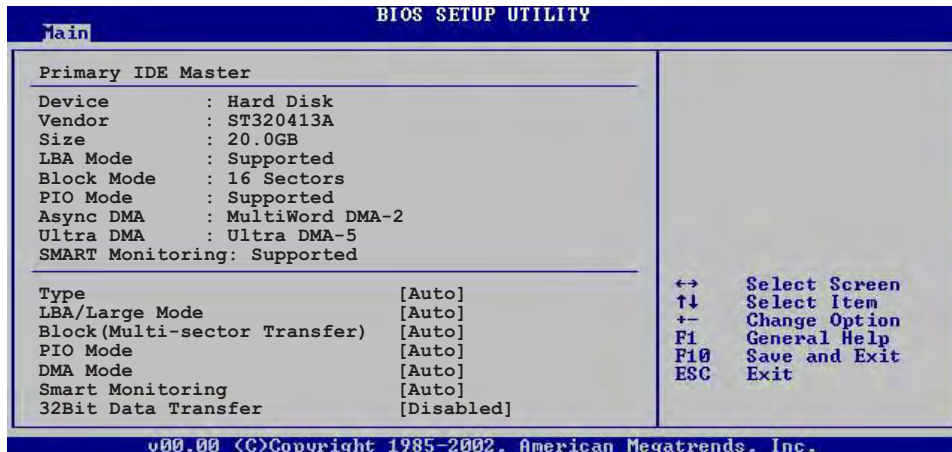 BIOS SETUP UTILITY
Main
Primary IDE Master
Device : Hard Disk
Vendor : ST320413A
Size : 20.0GB
LBA Mode : Supported
Block Mode : 16 Sectors
PIO Mode : Supported
Async DMA : MultiWord DMA-2
Ultra DMA : Ultra DMA-5
SMART Monitoring: Supported
Type [Auto]
LBA/Large Mode [Auto]
Block(Multi-sector Transfer) [Auto]
PIO Mode [Auto]
DMA Mode [Auto]
Smart Monitoring [Auto]
32Bit Data Transfer [Disabled]
←→ Select Screen
↑↓ Select Item
+- Change Option
F1 General Help
F10 Save and Exit
ESC Exit
v00.00 (C)Copyright 1985-2002, American Megatrends, Inc.